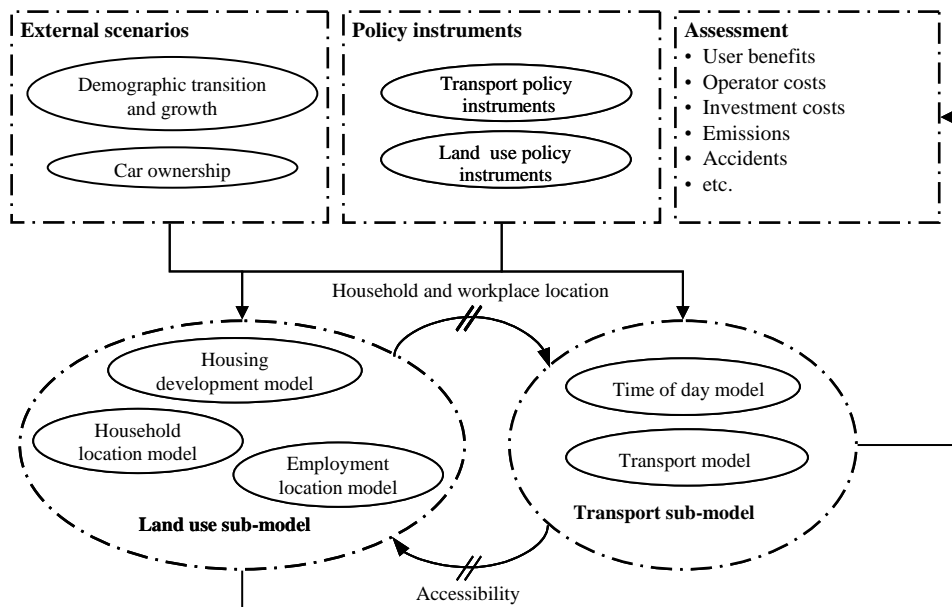 External scenarios
Demographic transition
and growth
Car ownership
Policy instruments
Transport policy
instruments
Land use policy
instruments
Assessment
• User benefits
• Operator costs
• Investment costs
• Emissions
• Accidents
• etc.
Household and workplace location
Housing
development model
Household
location model
Employment
location model
Land use sub-model
Time of day model
Transport model
Transport sub-model
Accessibility